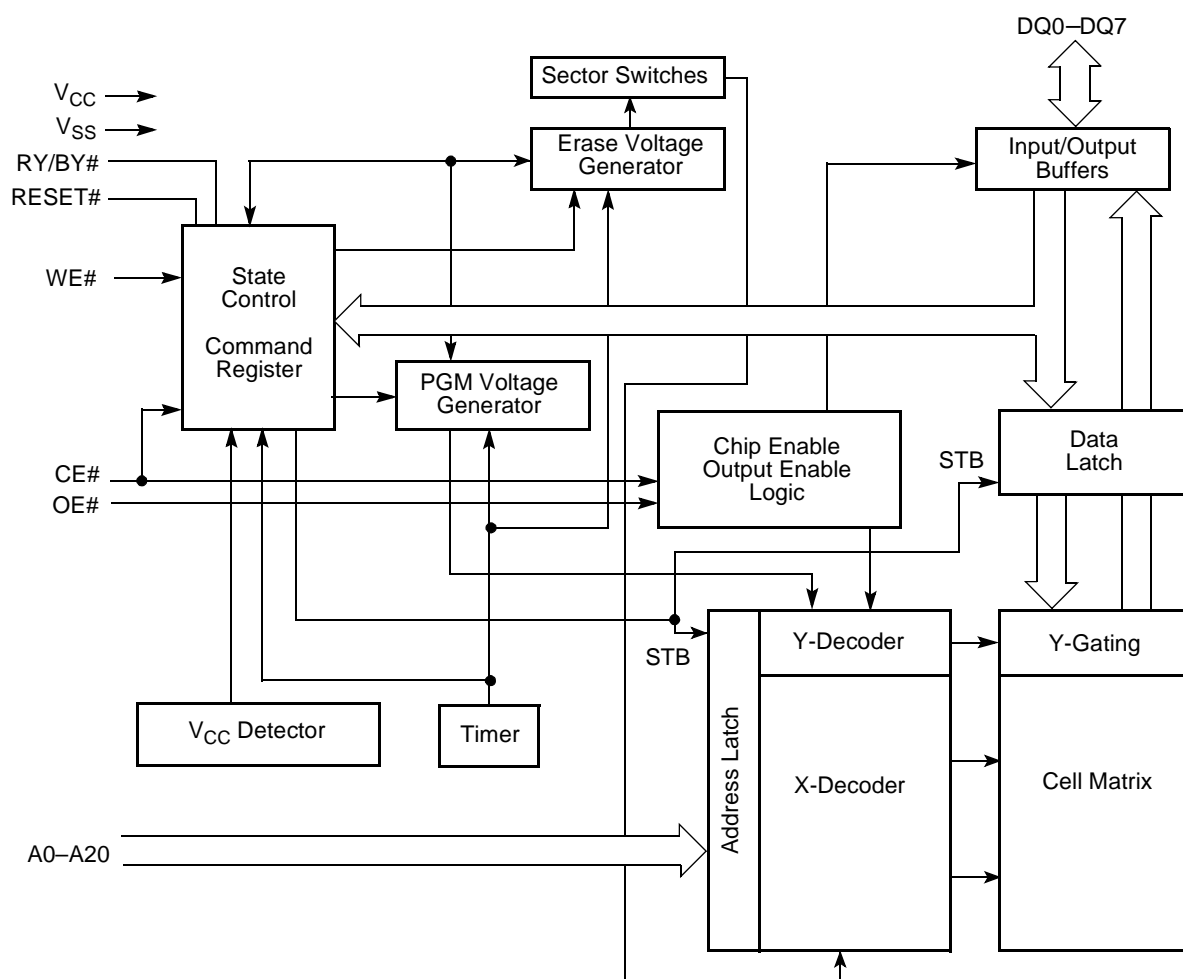 DQ0–DQ7
Sector Switches
VCC
VSS
RY/BY#
RESET#
Erase Voltage
Generator
Input/Output
Buffers
WE#
State
Control
Command
Register
PGM Voltage
Generator
Chip Enable
Output Enable
Logic
STB
Data
Latch
CE#
OE#
STB
Y-Decoder
Y-Gating
VCC Detector
Timer
Address Latch
X-Decoder
Cell Matrix
A0–A20